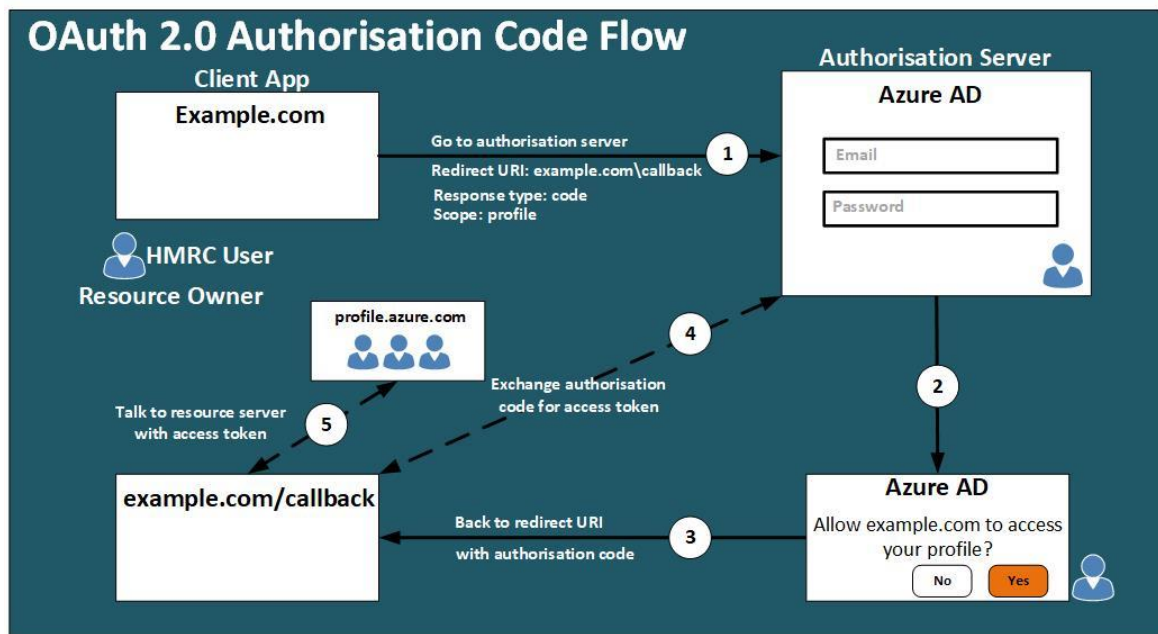 OAuth 2.0 Authorisation Code Flow
Client App
Example.com
Authorisation Server
Azure AD
Email
Password
Go to authorisation server
1
Redirect URI: example.com\callback
Response type: code
Scope: profile
HMRC User
Resource Owner
profile.azure.com
4
Exchange authorisation
code for access token
2
Talk to resource server
with access token
5
example.com/callback
Back to redirect URI
with authorisation code
3
Azure AD
Allow example.com to access
your profile?
No
Yes